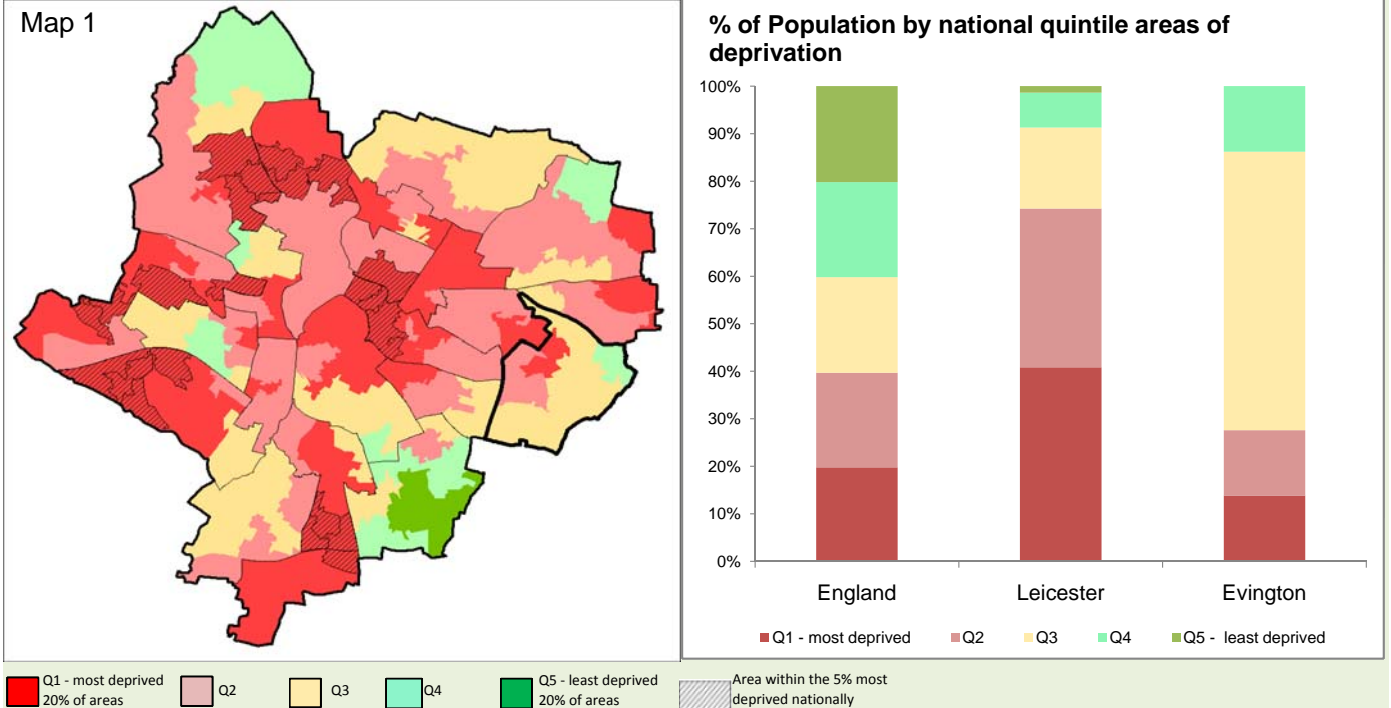 Map 1
% of Population by national quintile areas of
deprivation
100%
90%
80%
70%
60%
50%
40%
30%
20%
10%
0%
England Leicester Evington
Q1 - most deprived Q2 Q3 Q4 Q5 - least deprived
Q1 - most deprived
20% of areas
Q2
Q3
Q4
Q5 - least deprived
20% of areas
Area within the 5% most
deprived nationally